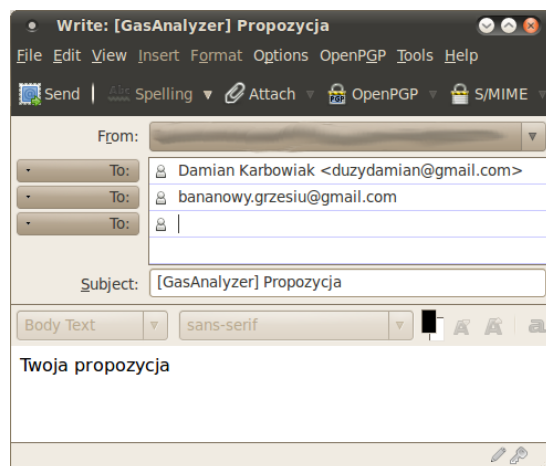 Write: [GasAnalyzer] Propozycja
File Edit View Insert Format Options OpenPGP Tools Help
Send Abc Spelling Attach PGP OpenPGP S/MIME
From:
To: Damian Karbowiak <duzydamian@gmail.com>
To: bananowy.grzesiu@gmail.com
To:
Subject: [GasAnalyzer] Propozycja
Body Text sans-serif A A a
Twoja propozycja